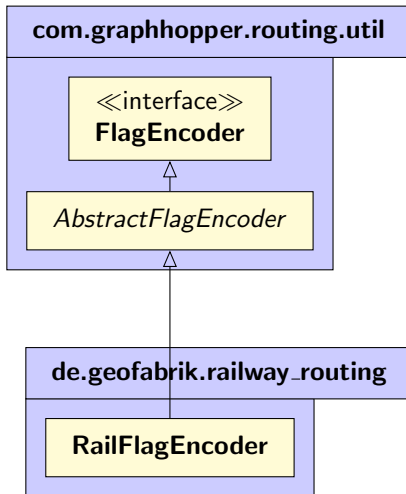 com.graphhopper.routing.util
≪interface≫
FlagEncoder
AbstractFlagEncoder
de.geofabrik.railway_routing
RailFlagEncoder